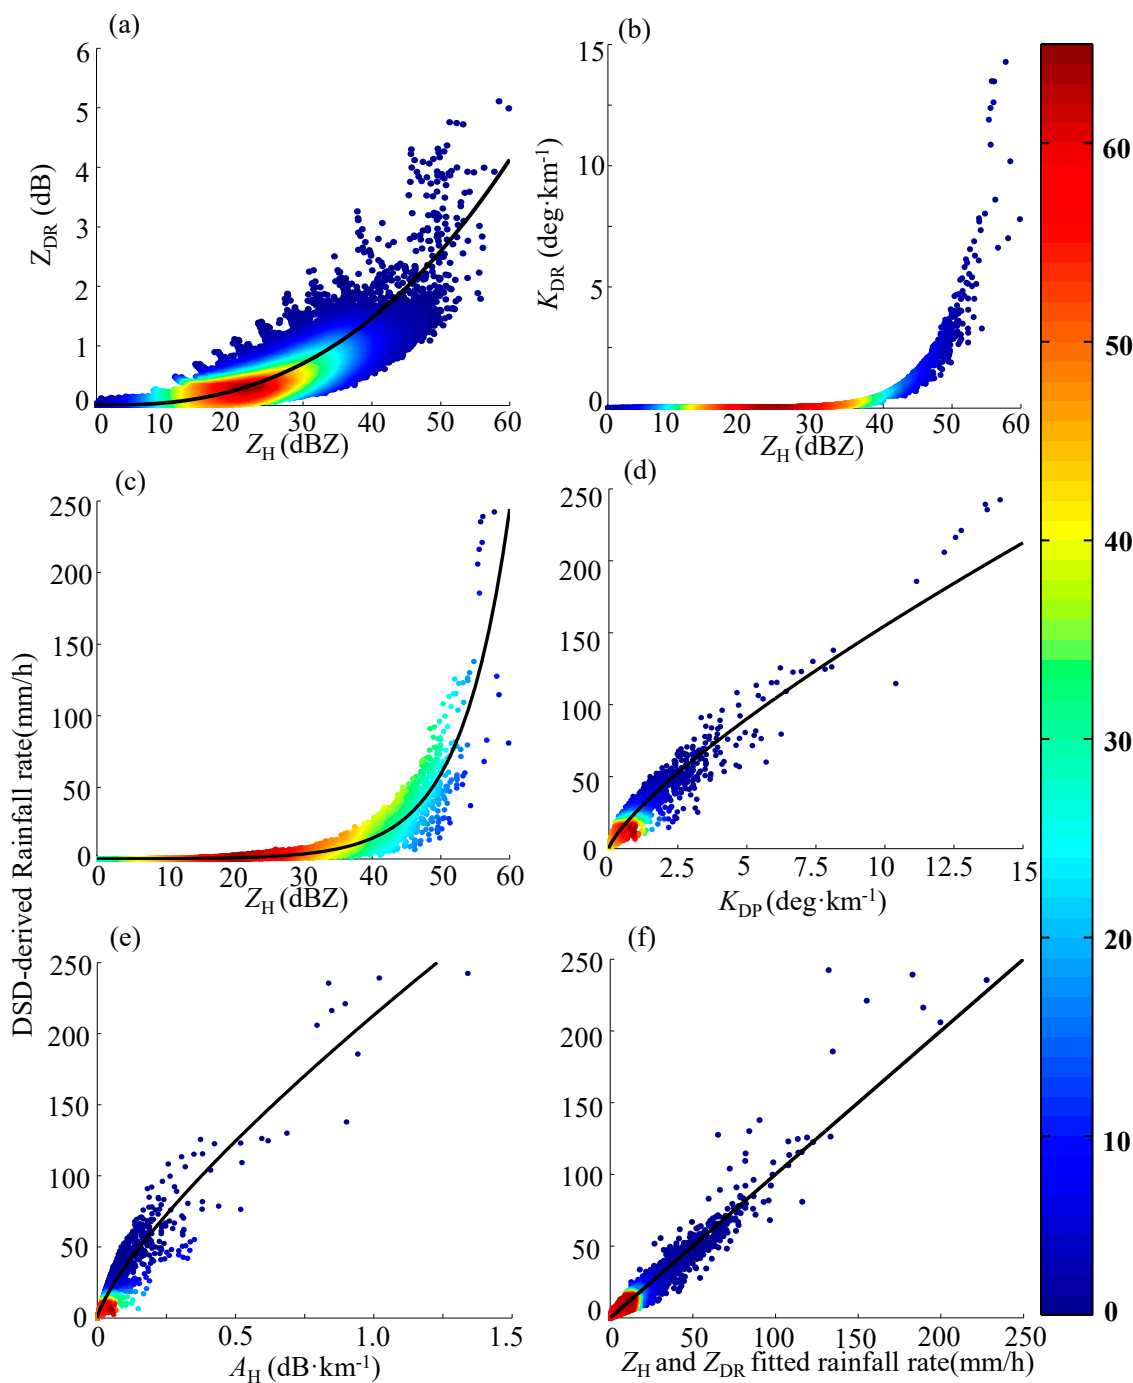 (a)
6
5
4
3
2
1
0
Z_DR (dB)
0 10 20 30 40 50 60
Z_H (dBZ)
(b)
15
10
5
0
K_DR (deg·km⁻¹)
0 10 20 30 40 50 60
Z_H (dBZ)
60
50
40
30
20
10
0
(c)
250
200
150
100
50
0
DSD-derived Rainfall rate(mm/h)
0 10 20 30 40 50 60
Z_H (dBZ)
(d)
250
200
150
100
50
0
0 2.5 5 7.5 10 12.5 15
K_DP (deg·km⁻¹)
(e)
250
200
150
100
50
0
0 0.5 1.0 1.5
A_H (dB·km⁻¹)
(f)
250
200
150
100
50
0
0 50 100 150 200 250
Z_H and Z_DR fitted rainfall rate(mm/h)